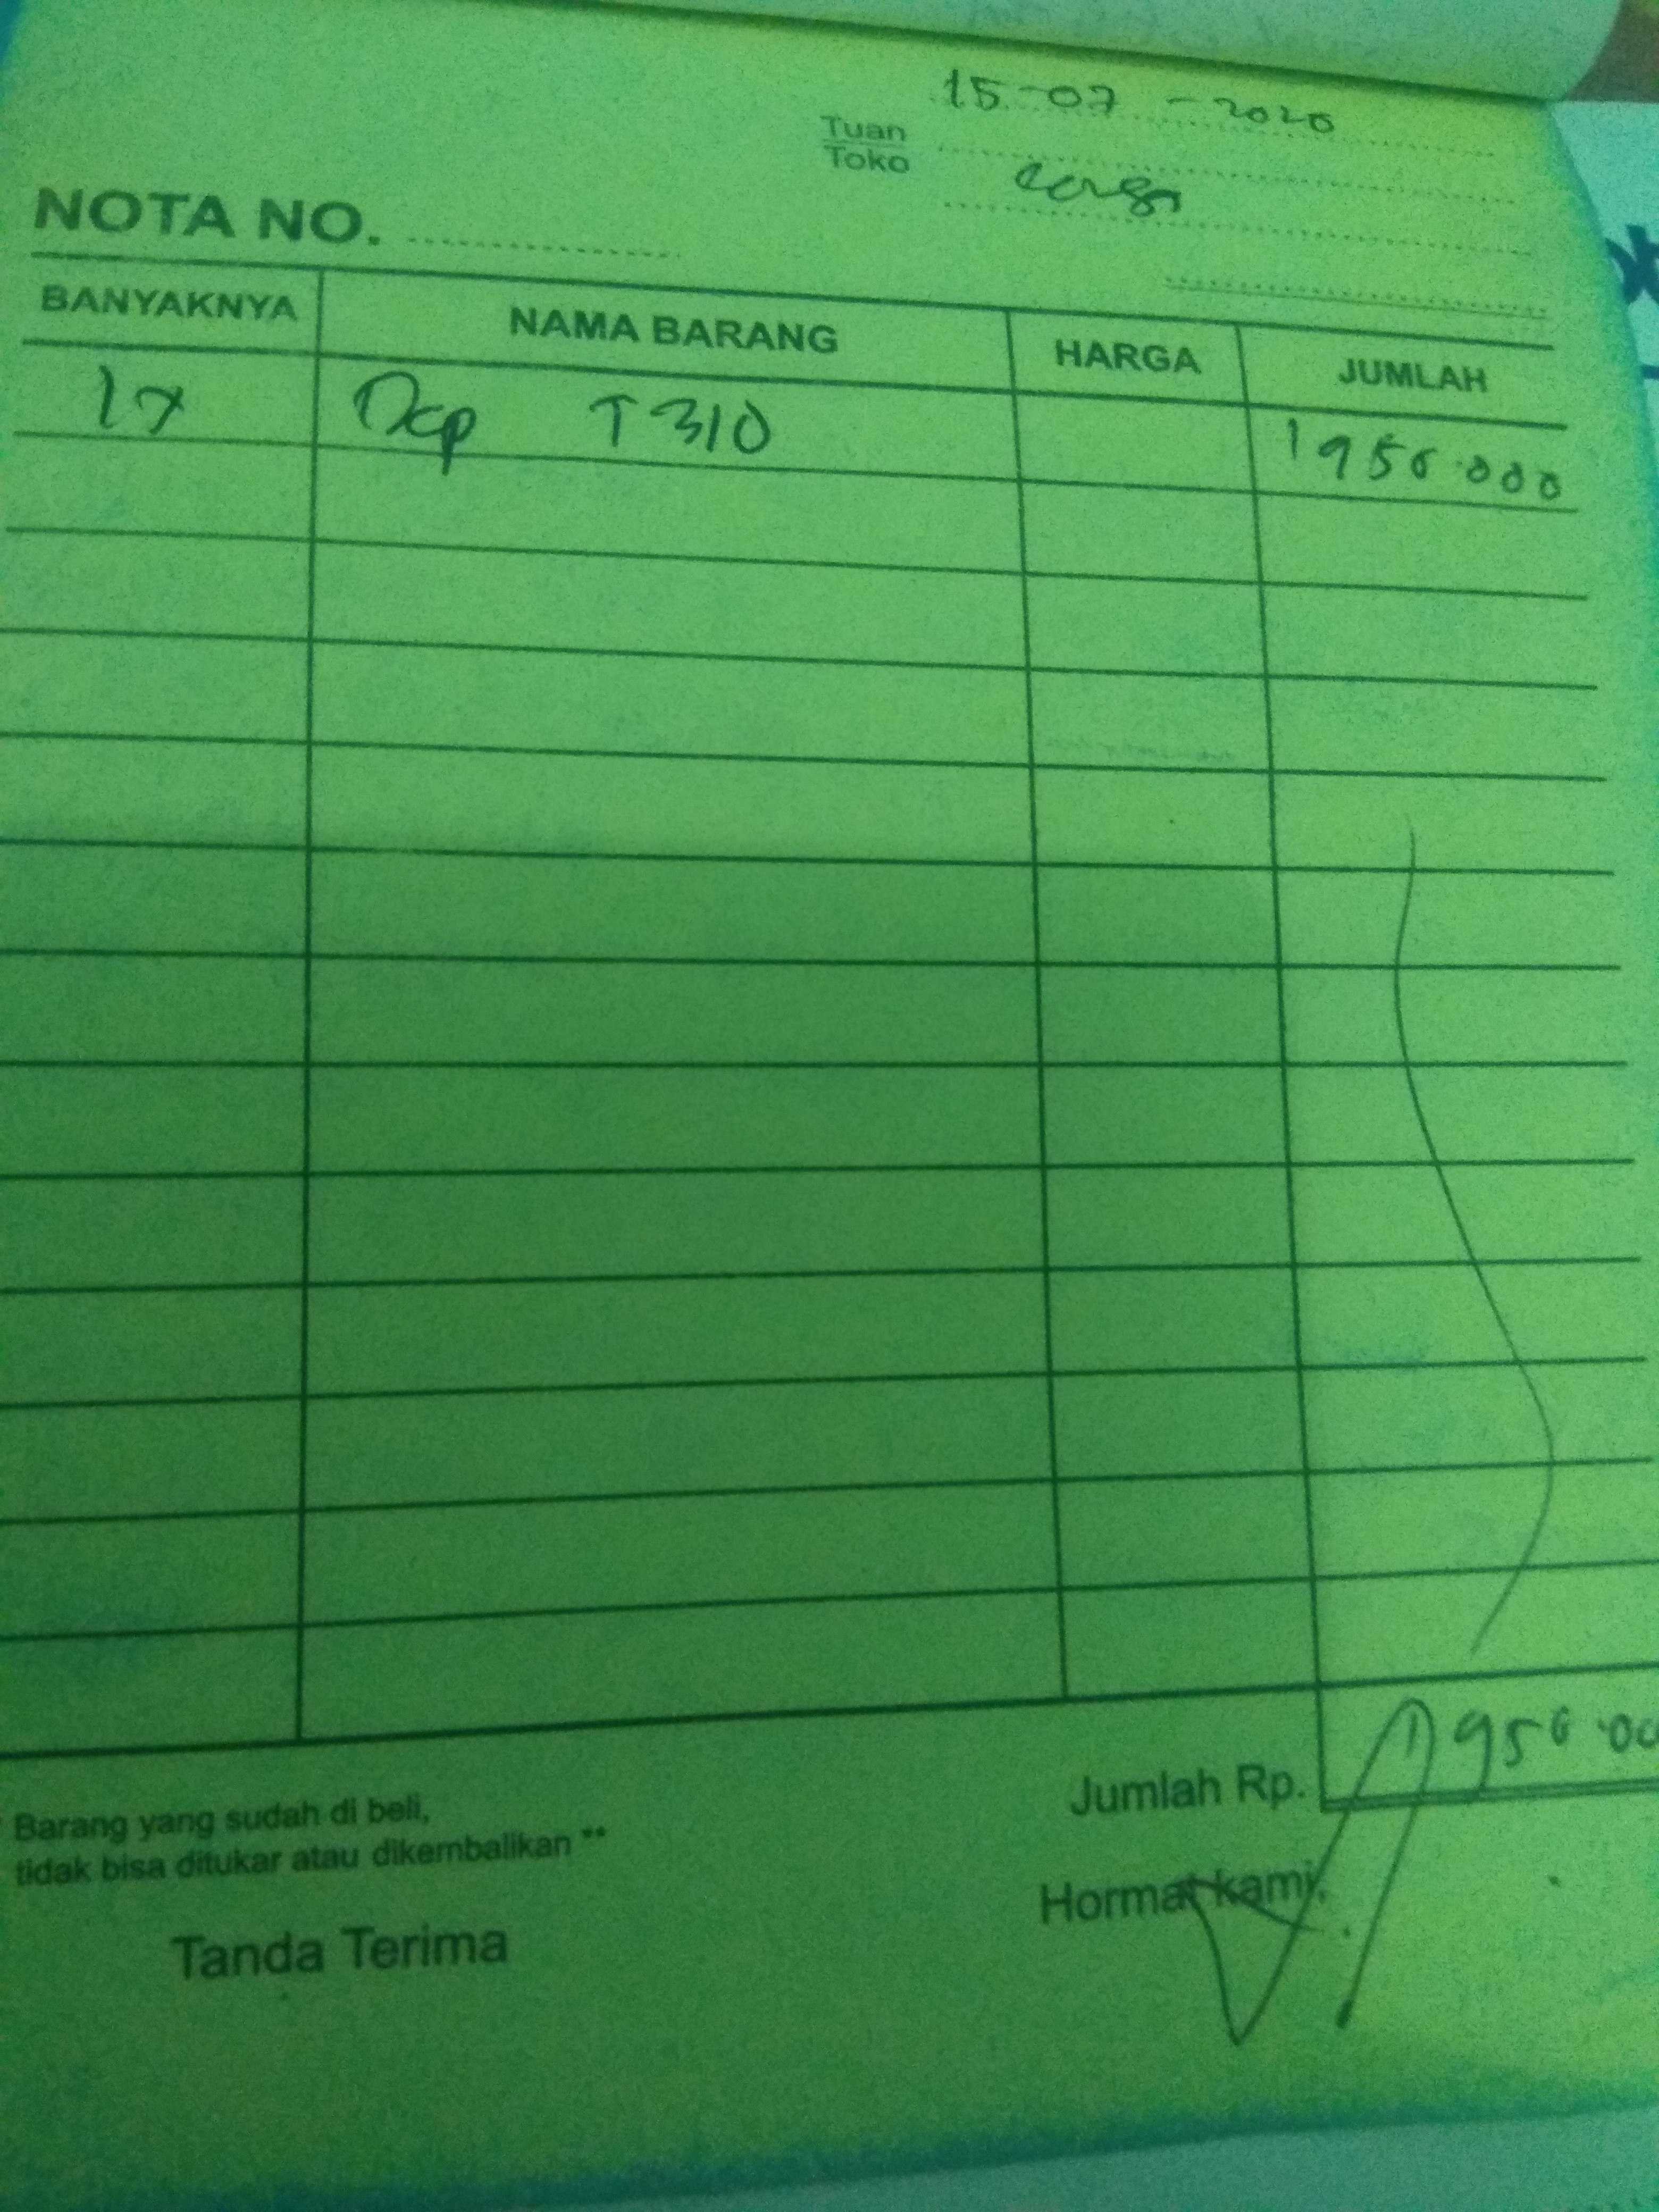 15-07-2020
Tuan
Toko
NOTA NO.
BANYAKNYA NAMA BARANG HARGA JUMLAH
1x Dcp T310 1950.000
Jumlah Rp. 1950.00
Barang yang sudah di beli,
tidak bisa ditukar atau dikembalikan **
Tanda Terima
Hormat kami,